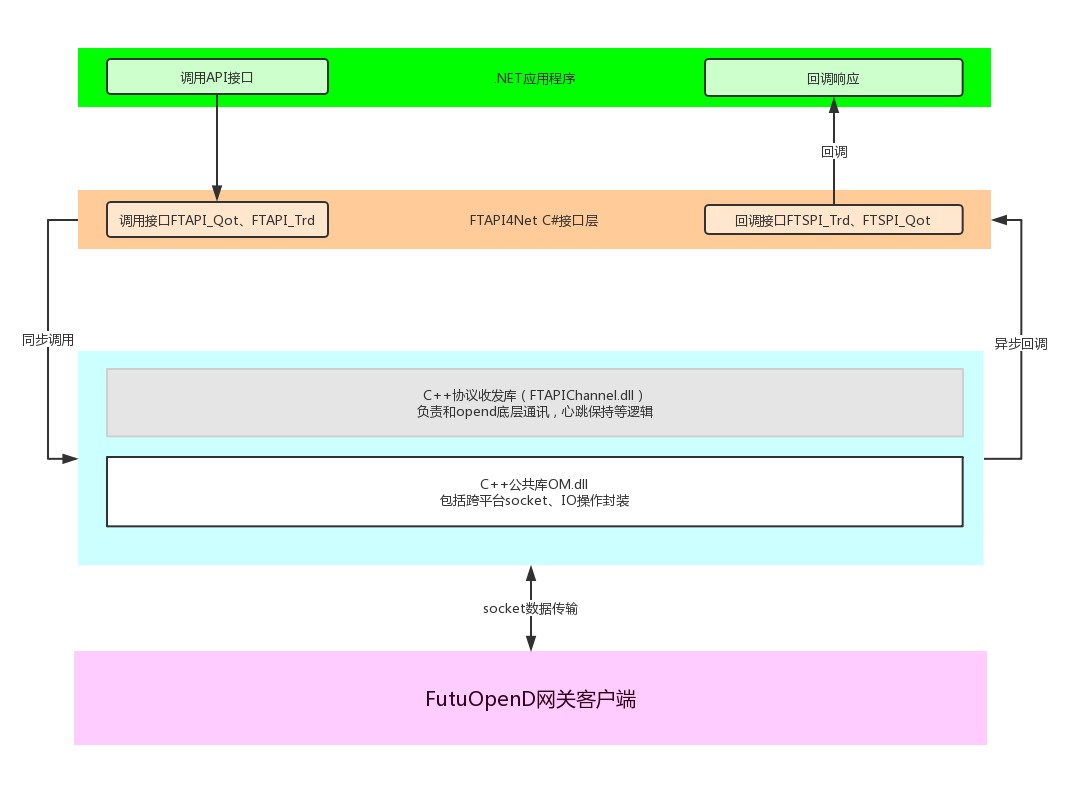 调用API接口
.NET应用程序
回调响应
回调
调用接口FTAPI_Qot、FTAPI_Trd
FTAPI4Net C#接口层
回调接口FTSPI_Trd、FTSPI_Qot
同步调用
异步回调
C++协议收发库（FTAPIChannel.dll）
负责和opend底层通讯，心跳保持等逻辑
C++公共库OM.dll
包括跨平台socket、IO操作封装
socket数据传输
FutuOpenD网关客户端